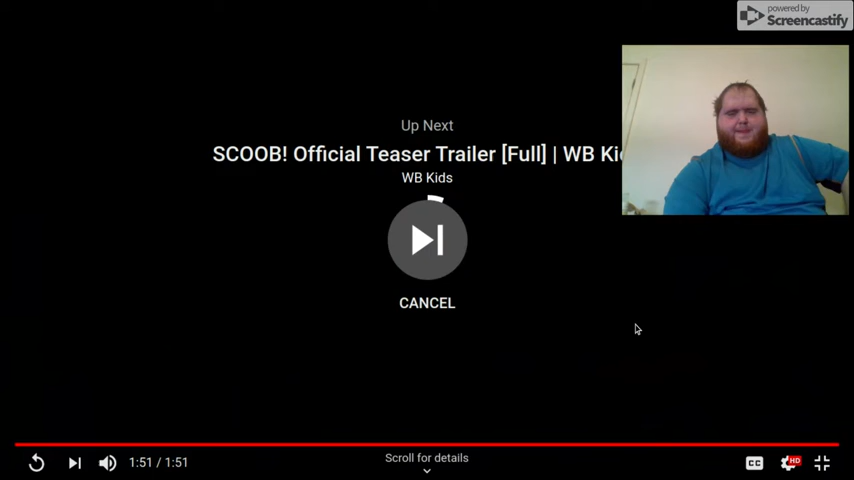 powered by
Screencastify
Up Next
SCOOB! Official Teaser Trailer [Full] | WB
WB Kids
CANCEL
1:51 / 1:51
Scroll for details
CC
HD